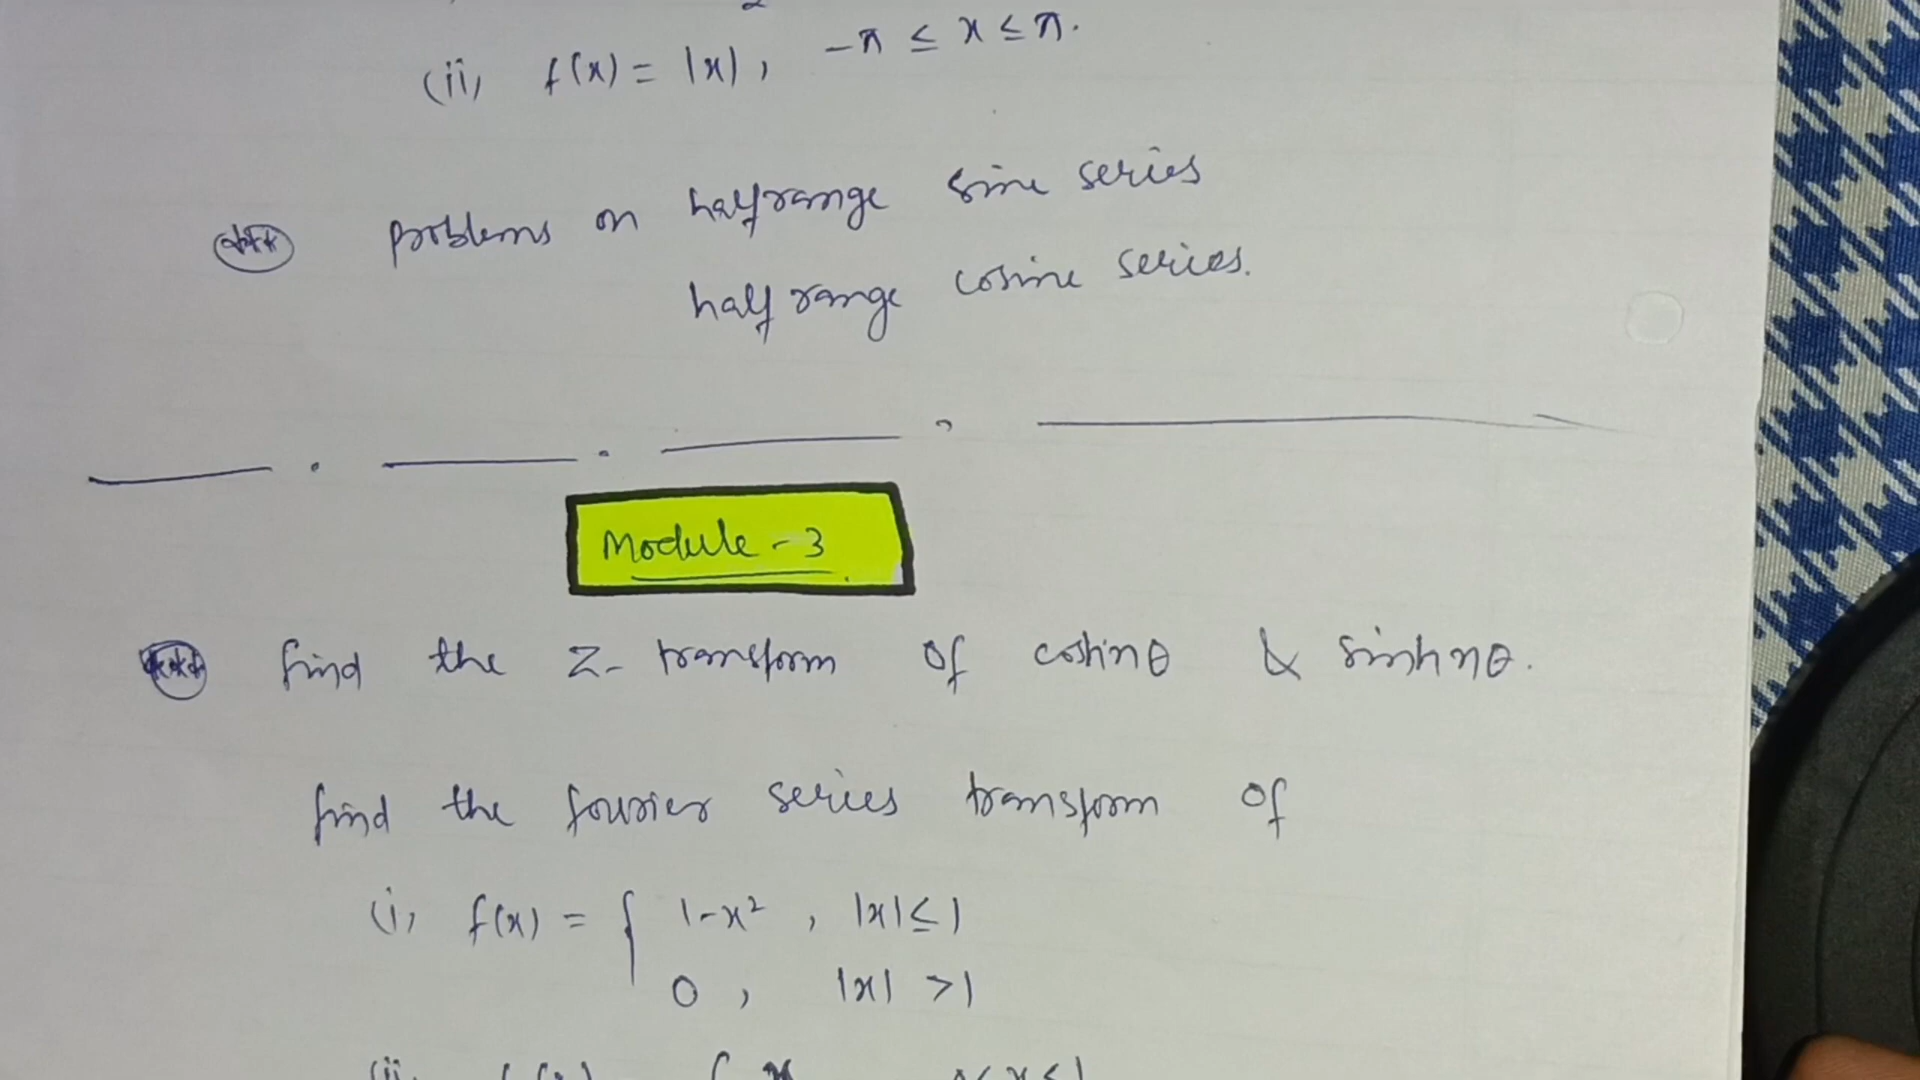 (ii) f(x) = |x|, -π ≤ x ≤ π.
*** problems on halfrange sine series
half range cosine series.
Module - 3
*** find the Z- transform of coshnθ & sinhnθ.
find the fourier series transform of
(i) f(x) = { 1-x², |x| ≤ 1
0, |x| > 1
(ii